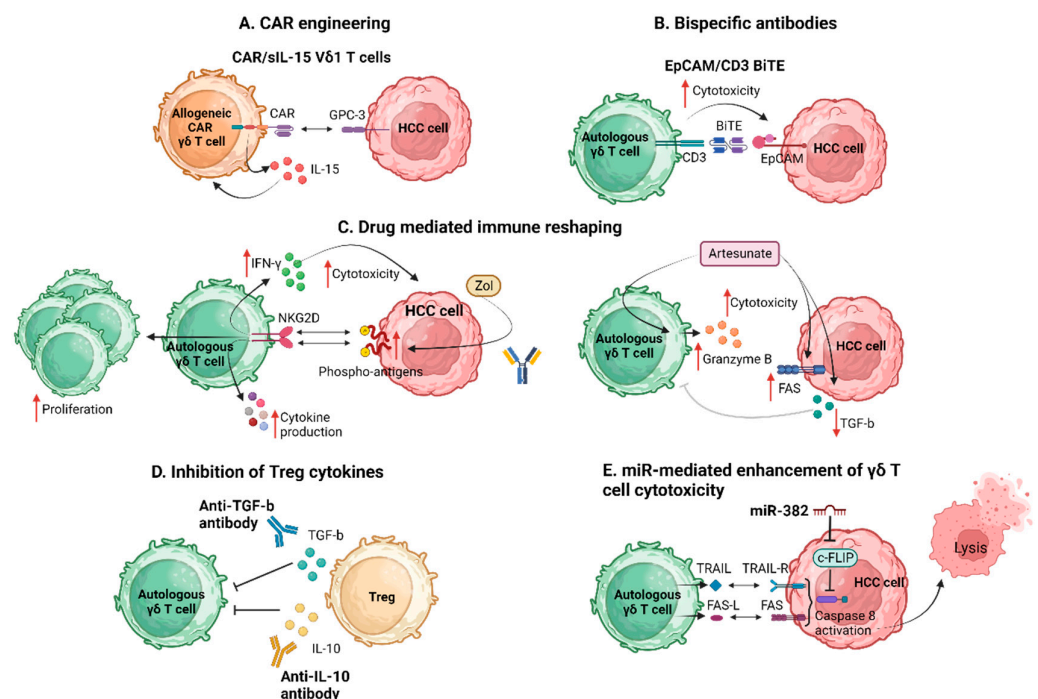 A. CAR engineering
CAR/sIL-15 Vδ1 T cells
Allogeneic
CAR
γδ T cell
CAR
GPC-3
HCC cell
IL-15
B. Bispecific antibodies
EpCAM/CD3 BiTE
Cytotoxicity
Autologous
γδ T cell
BiTE
CD3
EpCAM
HCC cell
C. Drug mediated immune reshaping
IFN-γ
Cytotoxicity
Zol
NKG2D
HCC cell
Autologous
γδ T cell
Phospho-antigens
Proliferation
Cytokine
production
Artesunate
Cytotoxicity
Autologous
γδ T cell
Granzyme B
HCC cell
FAS
TGF-b
D. Inhibition of Treg cytokines
Anti-TGF-b
antibody
TGF-b
Autologous
γδ T cell
Treg
IL-10
Anti-IL-10
antibody
E. miR-mediated enhancement of γδ T
cell cytotoxicity
miR-382
c-FLIP
Lysis
TRAIL
TRAIL-R
HCC cell
Autologous
γδ T cell
FAS-L
FAS
Caspase 8
activation